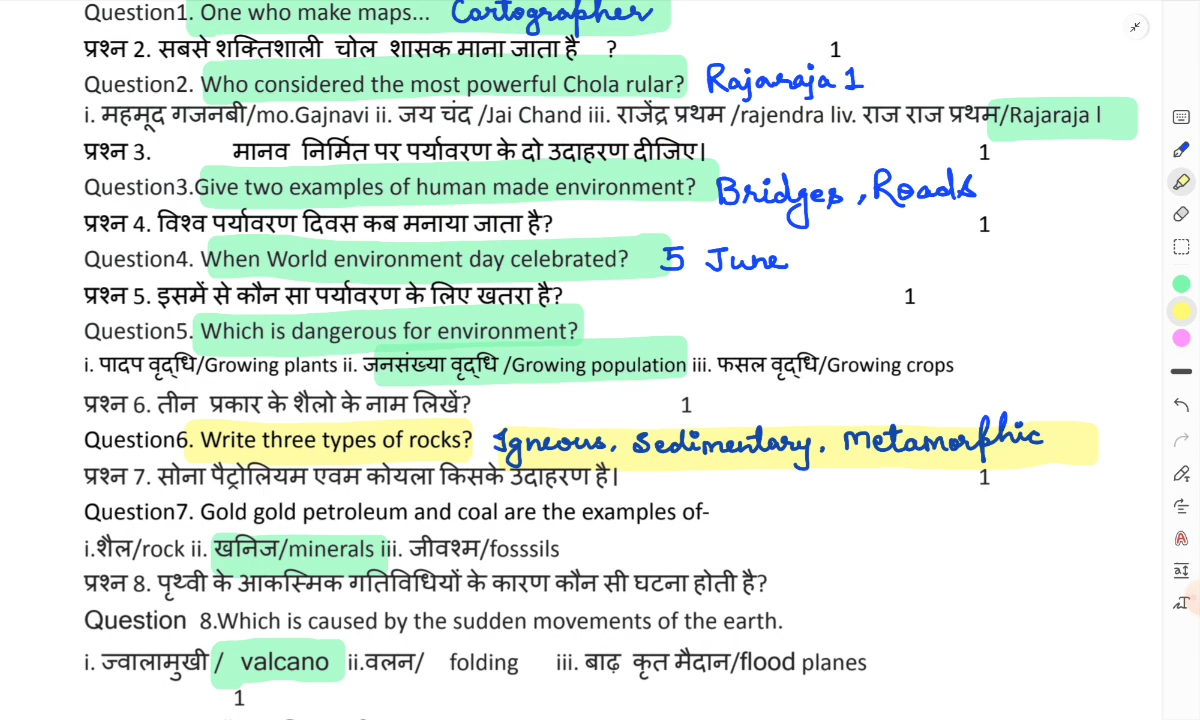 Question1. One who make maps... Cartographer
प्रश्न 2. सबसे शक्तिशाली चोल शासक माना जाता है ? 1
Question2. Who considered the most powerful Chola rular? Rajaraja 1
i. महमूद गजनबी/mo.Gajnavi ii. जय चंद /Jai Chand iii. राजेंद्र प्रथम /rajendra liv. राज राज प्रथम/Rajaraja l
प्रश्न 3. मानव निर्मित पर पर्यावरण के दो उदाहरण दीजिए। 1
Question3.Give two examples of human made environment? Bridges, Roads
प्रश्न 4. विश्व पर्यावरण दिवस कब मनाया जाता है? 1
Question4. When World environment day celebrated? 5 June
प्रश्न 5. इसमें से कौन सा पर्यावरण के लिए खतरा है? 1
Question5. Which is dangerous for environment?
i. पादप वृद्धि/Growing plants ii. जनसंख्या वृद्धि /Growing population iii. फसल वृद्धि/Growing crops
प्रश्न 6. तीन प्रकार के शैलो के नाम लिखें? 1
Question6. Write three types of rocks? Igneous, Sedimentary, Metamorphic
प्रश्न 7. सोना पैट्रोलियम एवम कोयला किसके उदाहरण है। 1
Question7. Gold gold petroleum and coal are the examples of-
i.शैल/rock ii. खनिज/minerals iii. जीवश्म/fosssils
प्रश्न 8. पृथ्वी के आकस्मिक गतिविधियों के कारण कौन सी घटना होती है?
Question 8.Which is caused by the sudden movements of the earth.
i. ज्वालामुखी / valcano ii.वलन/ folding iii. बाढ़ कृत मैदान/flood planes
1